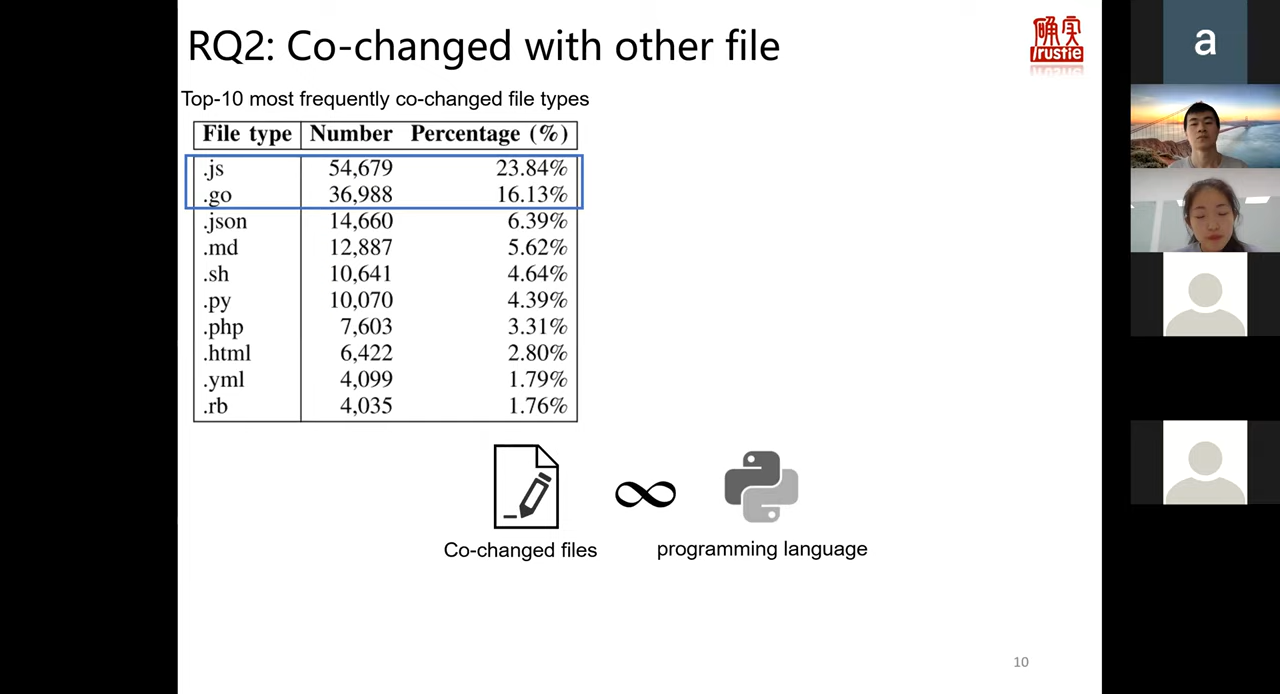 RQ2: Co-changed with other file
确实
Trustie
a
Top-10 most frequently co-changed file types
File type Number Percentage (%)
.js 54,679 23.84%
.go 36,988 16.13%
.json 14,660 6.39%
.md 12,887 5.62%
.sh 10,641 4.64%
.py 10,070 4.39%
.php 7,603 3.31%
.html 6,422 2.80%
.yml 4,099 1.79%
.rb 4,035 1.76%
∞
Co-changed files
programming language
10